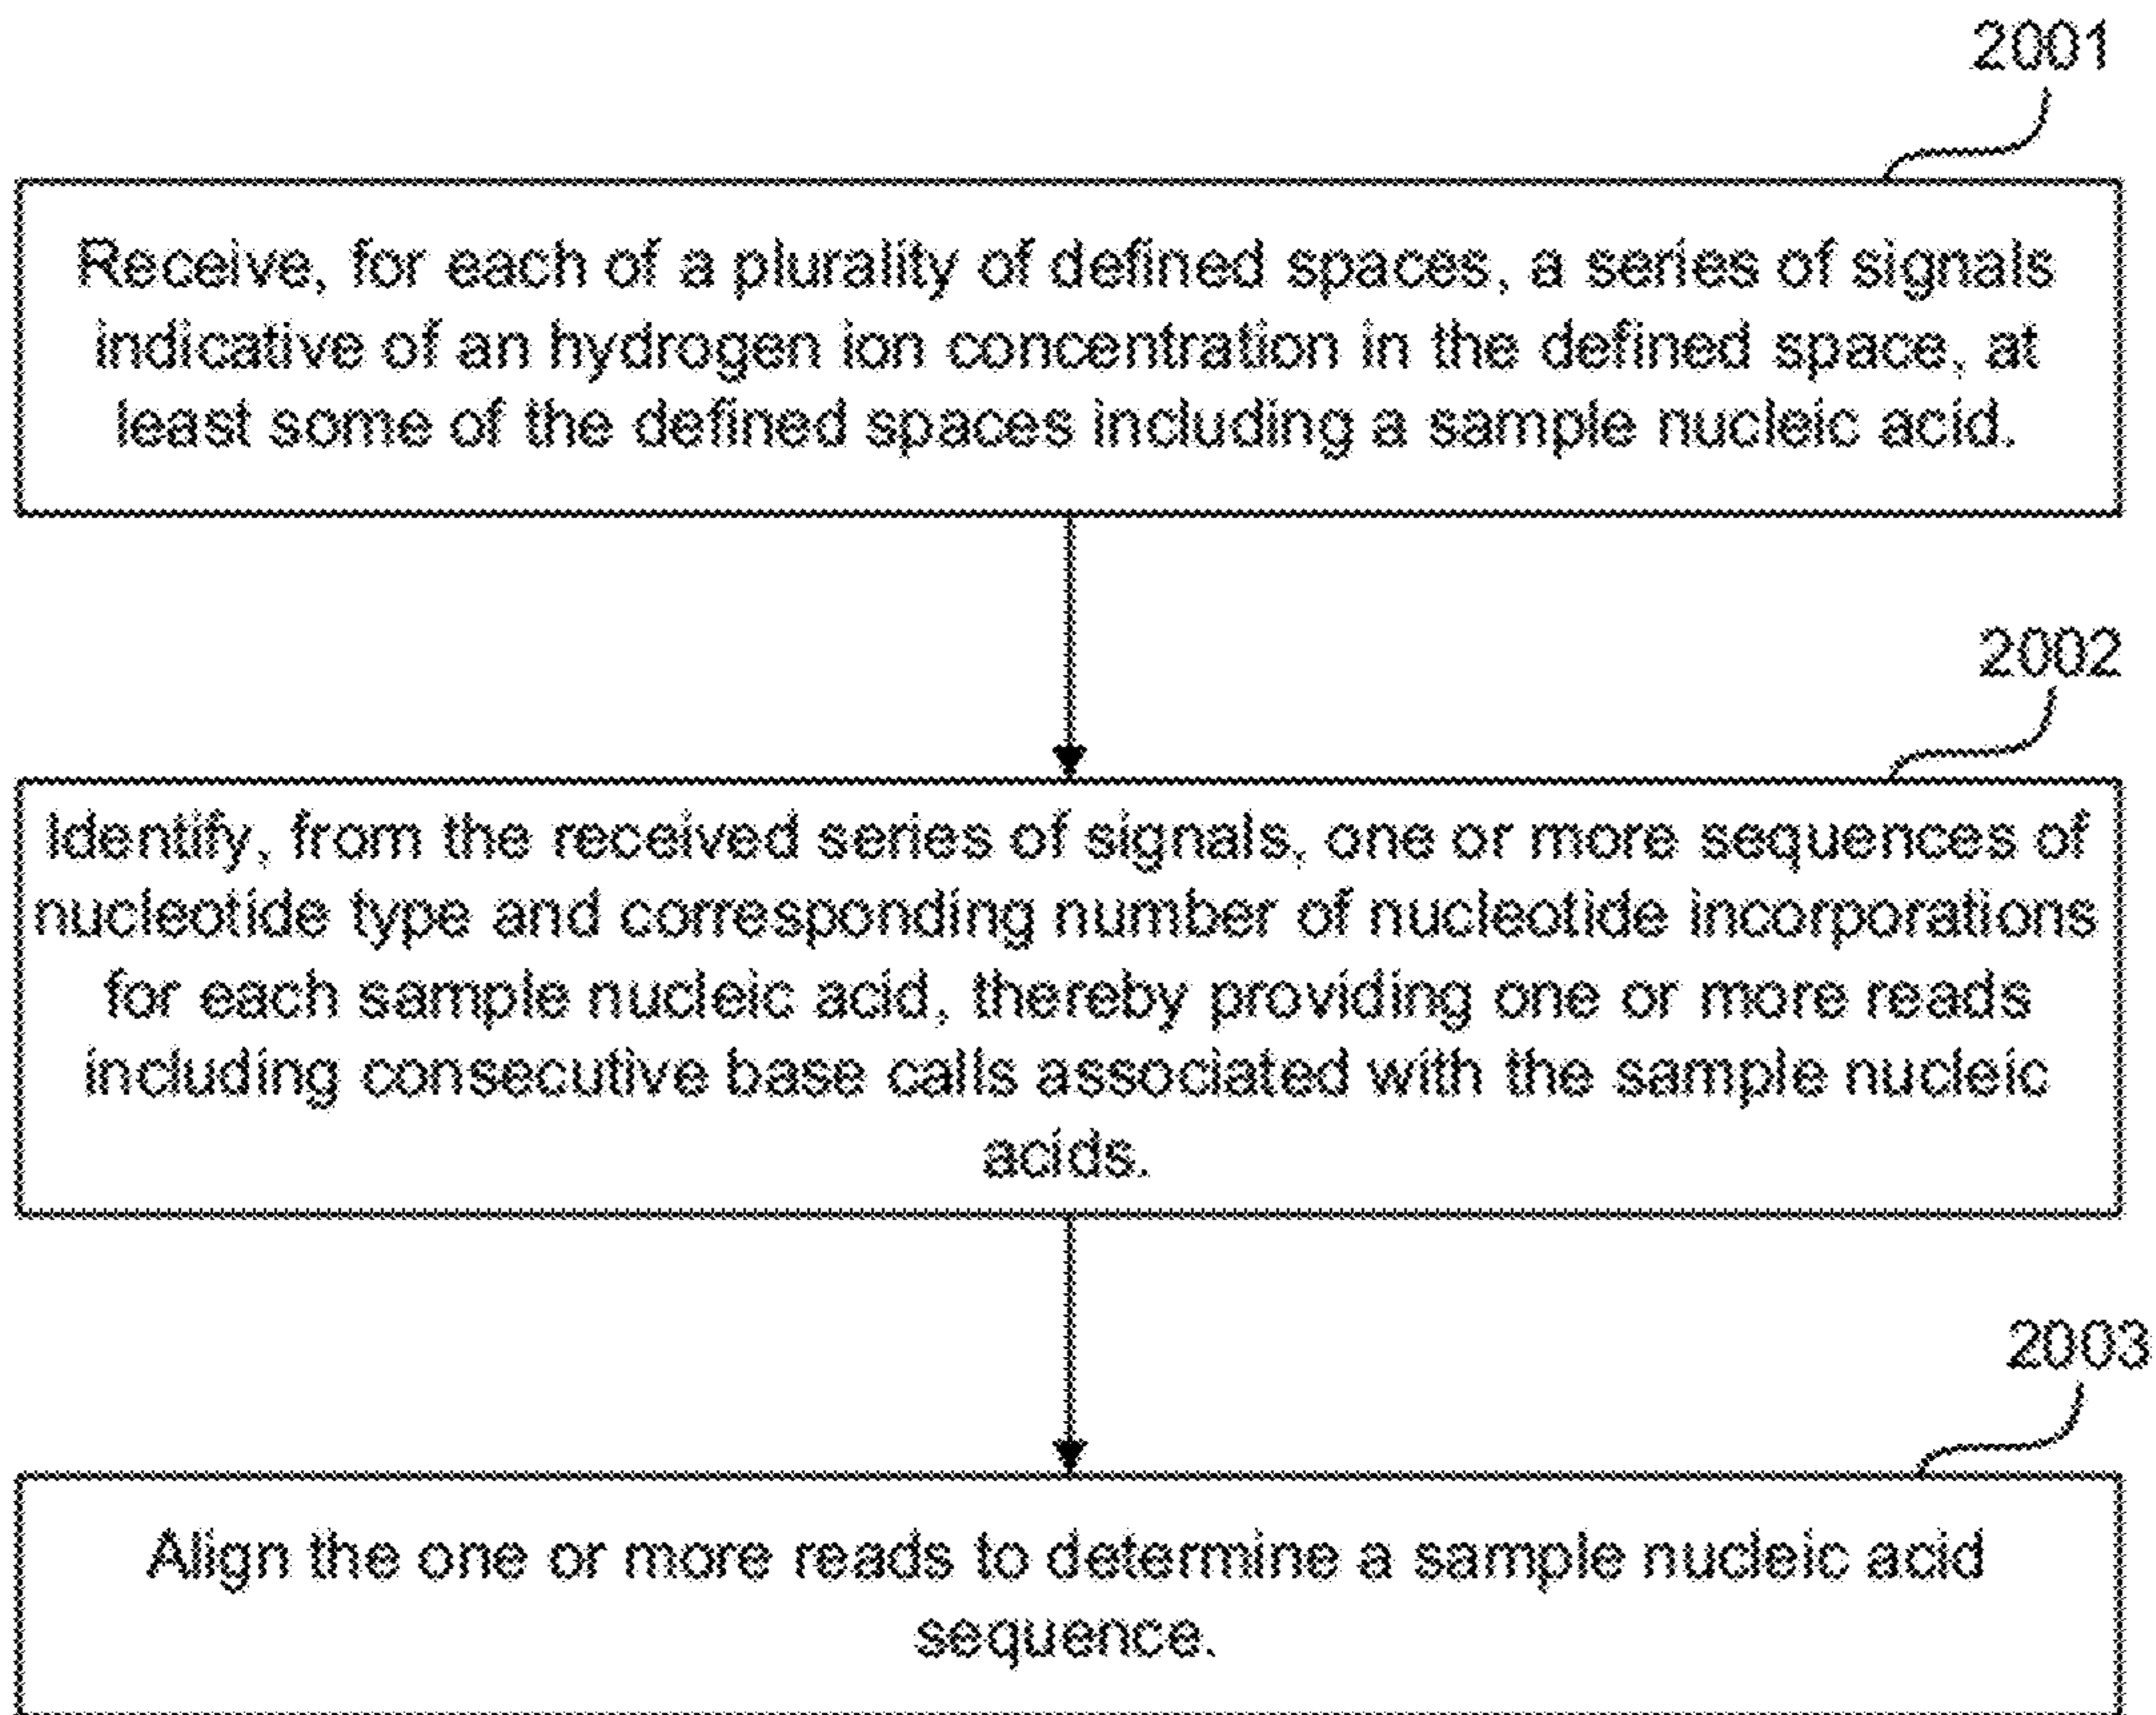 2001
Receive, for each of a plurality of defined spaces, a series of signals
indicative of an hydrogen ion concentration in the defined space, at
least some of the defined spaces including a sample nucleic acid.
2002
Identify, from the received series of signals, one or more sequences of
nucleotide type and corresponding number of nucleotide incorporations
for each sample nucleic acid, thereby providing one or more reads
including consecutive base calls associated with the sample nucleic
acids.
2003
Align the one or more reads to determine a sample nucleic acid
sequence.